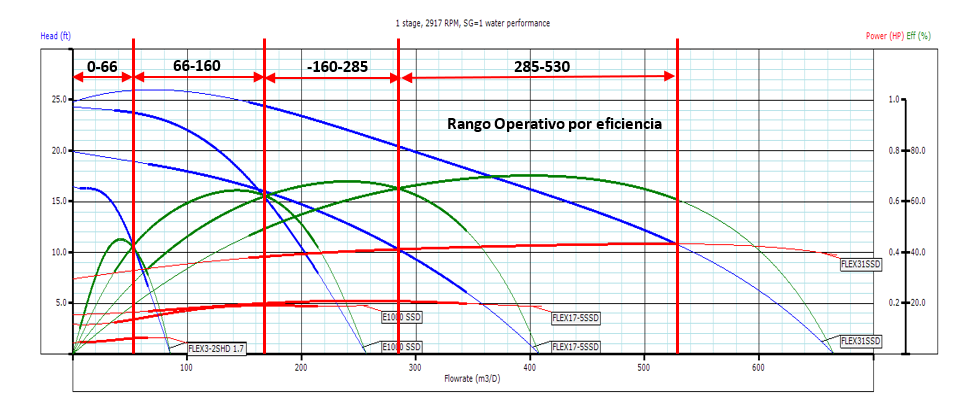 1 stage, 2917 RPM, SG=1 water performance
Head (ft)
Power (HP) Eff (%)
0-66
66-160
-160-285
285-530
Rango Operativo por eficiencia
25.0
20.0
15.0
10.0
5.0
1.0
0.8 80.0
0.6 60.0
0.4 40.0
0.2 20.0
FLEX31SSD
E1000 SSD
FLEX17-5SSD
FLEX3-2SHD 1.7
E1000 SSD
FLEX17-5SSD
FLEX31SSD
100
200
300
400
500
600
Flowrate (m3/D)